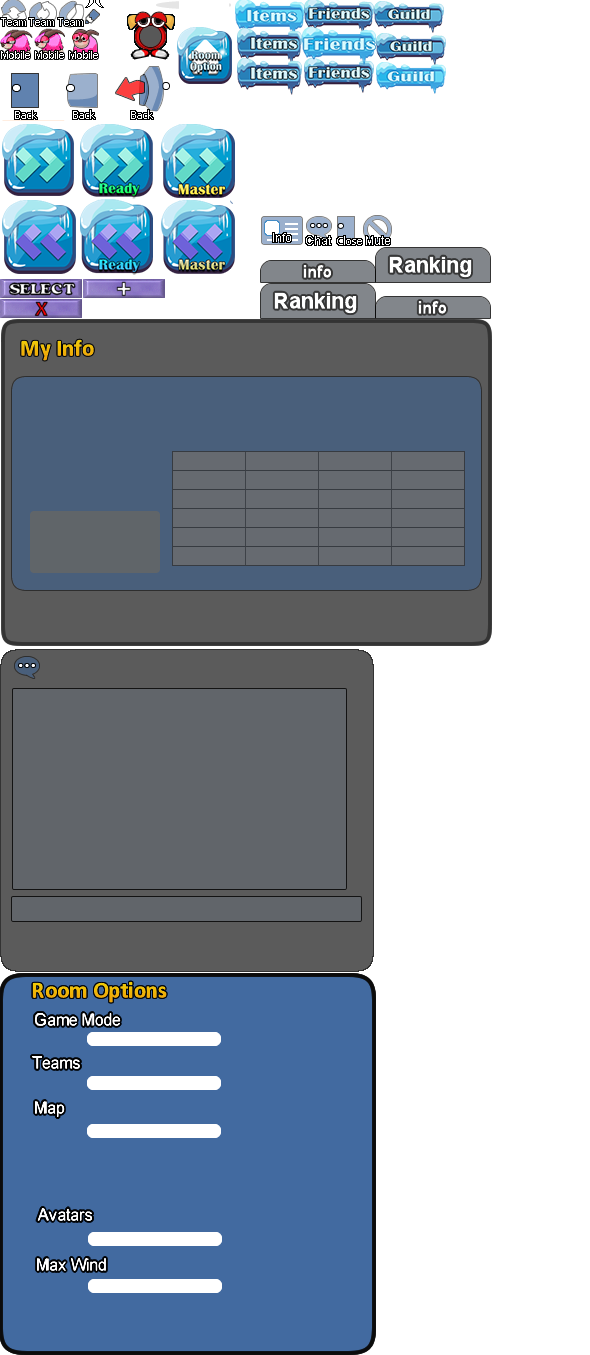 Team Team Team
Mobile Mobile Mobile
Back Back Back
Room
Option
Items Friends Guild
Items Friends Guild
Items Friends Guild
Ready Master
Ready Master
SELECT +
X
Info Chat Close Mute
info Ranking
Ranking info
My Info
Room Options
Game Mode
Teams
Map
Avatars
Max Wind